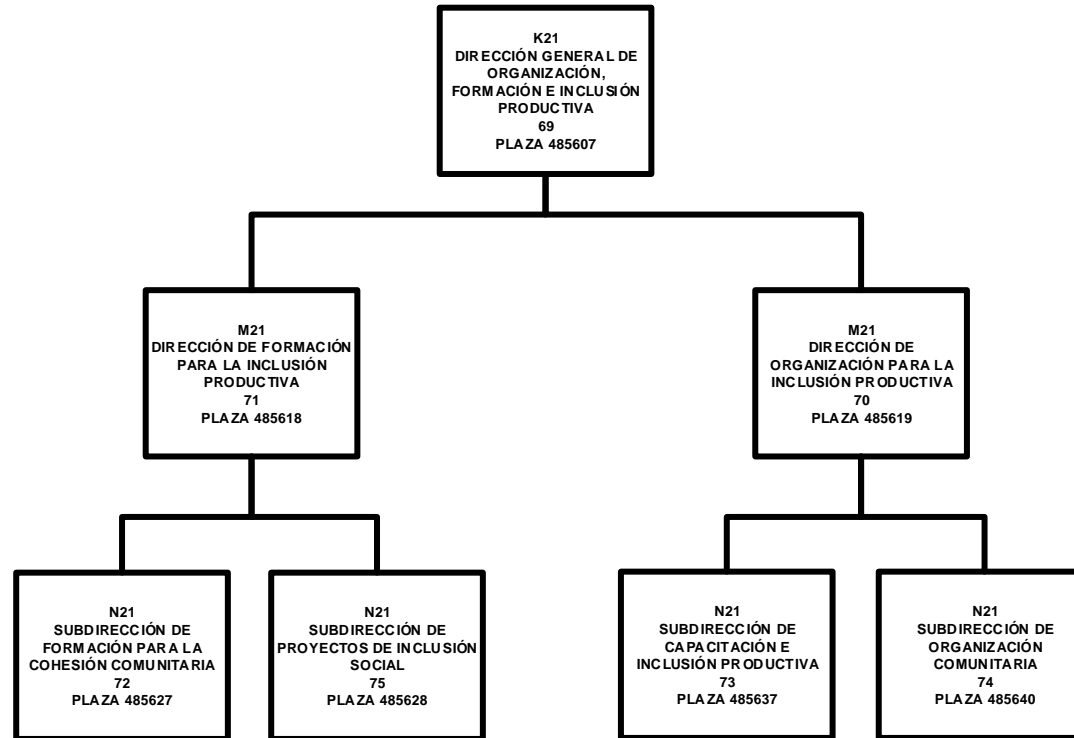 K21
DIRECCIÓN GENERAL DE
ORGANIZACIÓN,
FORMACIÓN E INCLUSIÓN
PRODUCTIVA
69
PLAZA 485607
M21
DIRECCIÓN DE FORMACIÓN
PARA LA INCLUSIÓN
PRODUCTIVA
71
PLAZA 485618
M21
DIRECCIÓN DE
ORGANIZACIÓN PARA LA
INCLUSIÓN PRODUCTIVA
70
PLAZA 485619
N21
SUBDIRECCIÓN DE
FORMACIÓN PARA LA
COHESIÓN COMUNITARIA
72
PLAZA 485627
N21
SUBDIRECCIÓN DE
PROYECTOS DE INCLUSIÓN
SOCIAL
75
PLAZA 485628
N21
SUBDIRECCIÓN DE
CAPACITACIÓN E
INCLUSIÓN PRODUCTIVA
73
PLAZA 485637
N21
SUBDIRECCIÓN DE
ORGANIZACIÓN
COMUNITARIA
74
PLAZA 485640